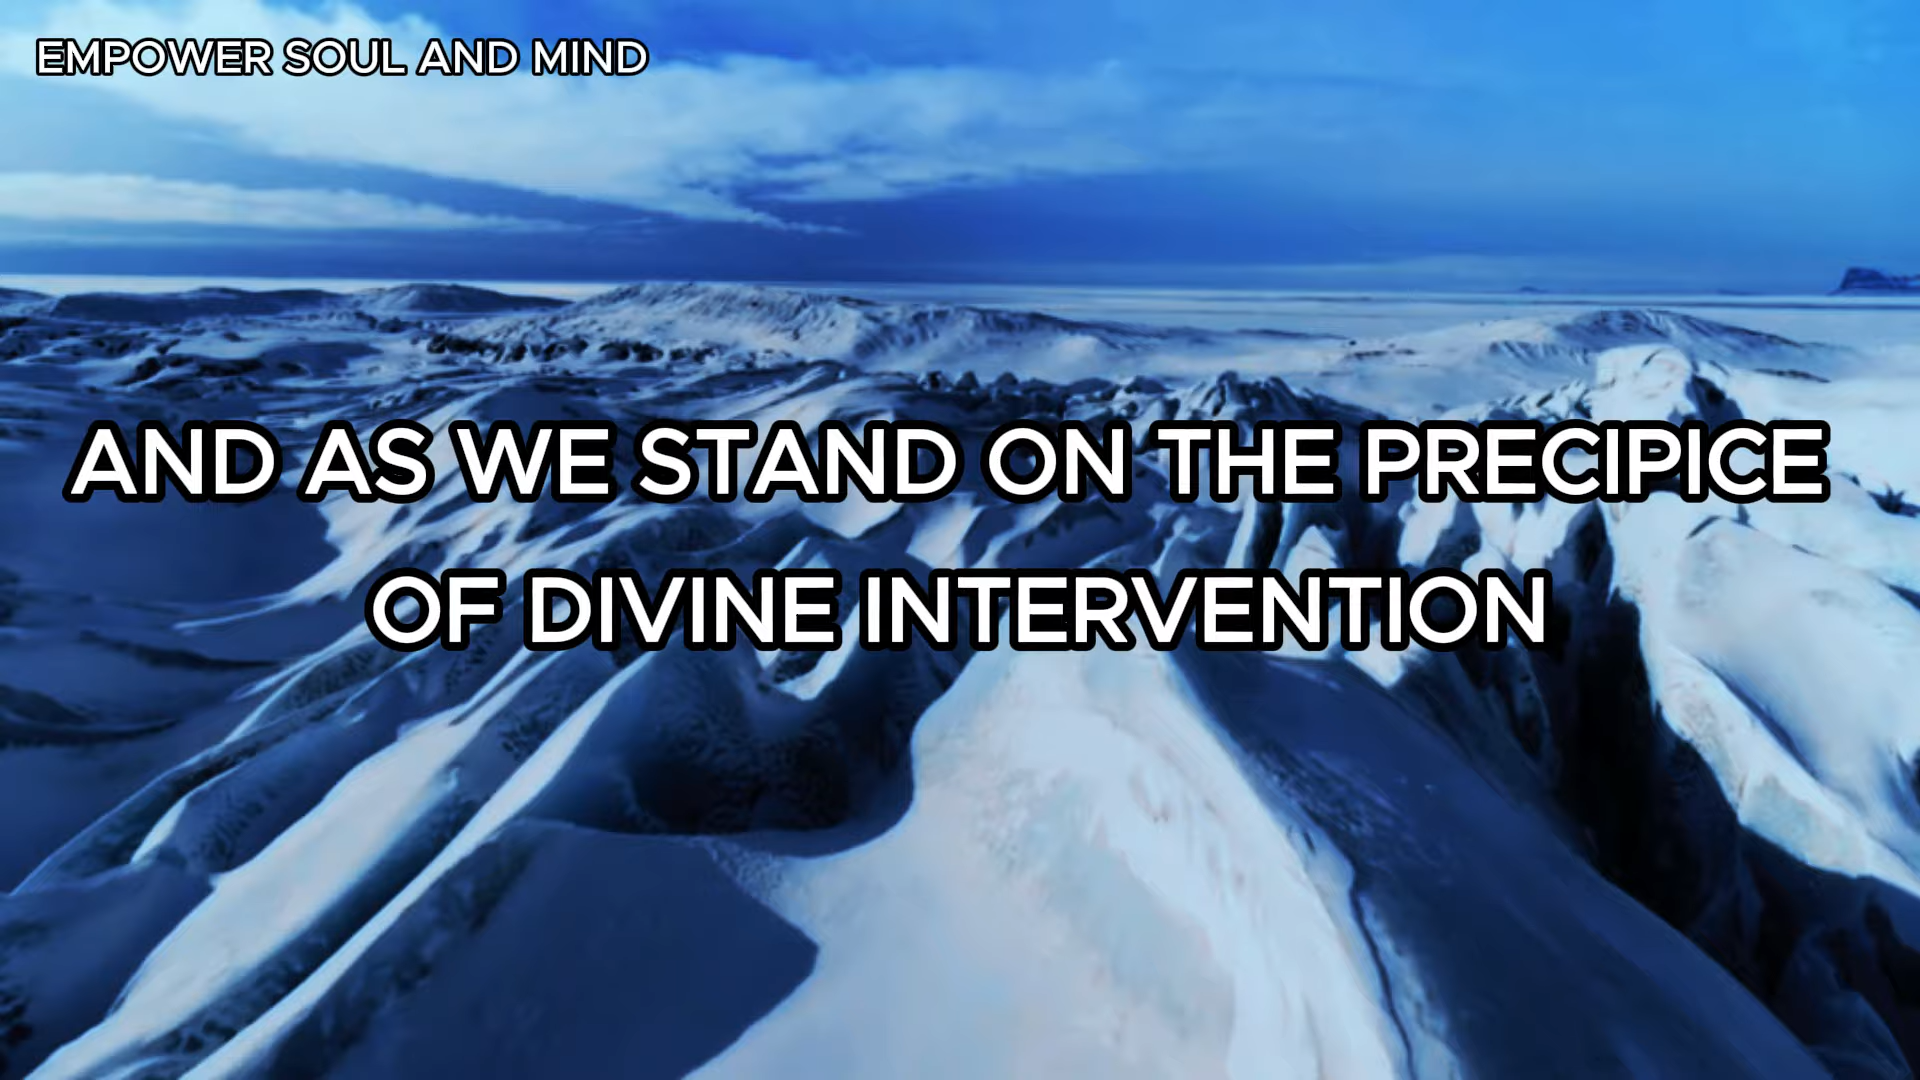 EMPOWER SOUL AND MIND
AND AS WE STAND ON THE PRECIPICE
OF DIVINE INTERVENTION